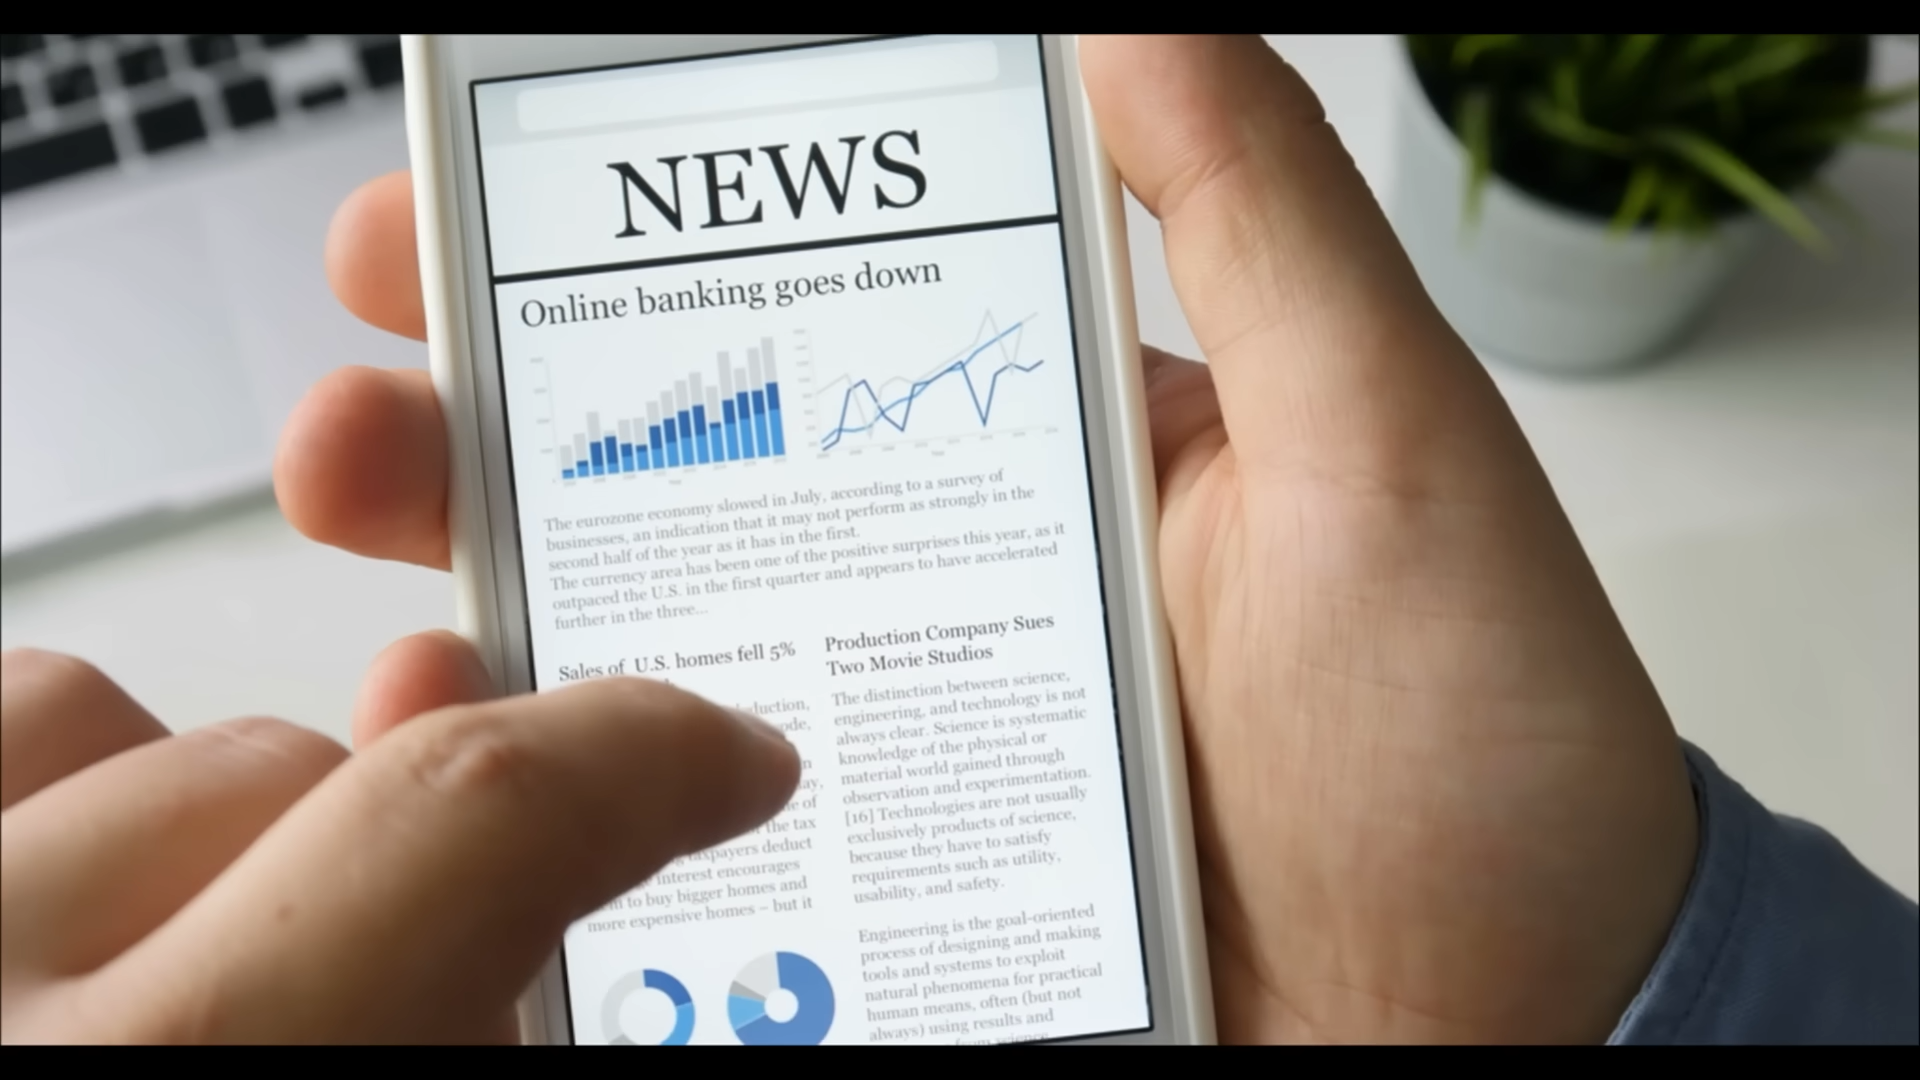 NEWS
Online banking goes down
The eurozone economy slowed in July, according to a survey of
businesses, an indication that it may not perform as strongly in the
second half of the year as it has in the first.
The currency area has been one of the positive surprises this year, as it
outpaced the U.S. in the first quarter and appears to have accelerated
further in the three...
Sales of U.S. homes fell 5%
the tax
taxpayers deduct
interest encourages
to buy bigger homes and
more expensive homes – but it
Production Company Sues
Two Movie Studios
The distinction between science,
engineering, and technology is not
always clear. Science is systematic
knowledge of the physical or
material world gained through
observation and experimentation.
[16] Technologies are not usually
exclusively products of science,
because they have to satisfy
requirements such as utility,
usability, and safety.
Engineering is the goal-oriented
process of designing and making
tools and systems to exploit
natural phenomena for practical
human means, often (but not
always) using results and
from science